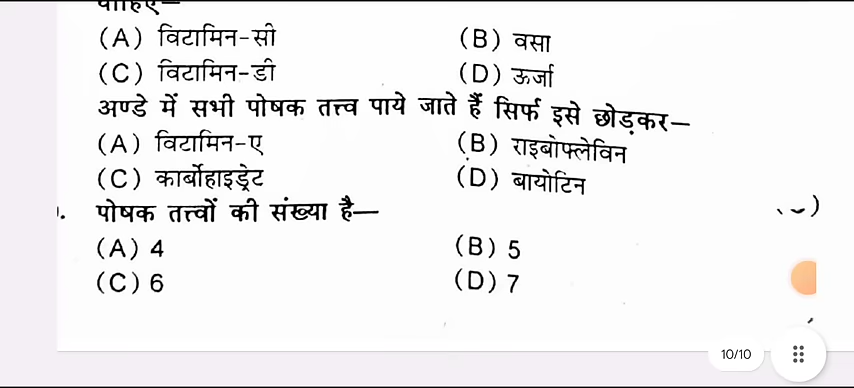 चाहिए—
(A) विटामिन-सी (B) वसा
(C) विटामिन-डी (D) ऊर्जा
अण्डे में सभी पोषक तत्त्व पाये जाते हैं सिर्फ इसे छोड़कर—
(A) विटामिन-ए (B) राइबोफ्लेविन
(C) कार्बोहाइड्रेट (D) बायोटिन
. पोषक तत्त्वों की संख्या है—
(A) 4 (B) 5
(C) 6 (D) 7
10/10